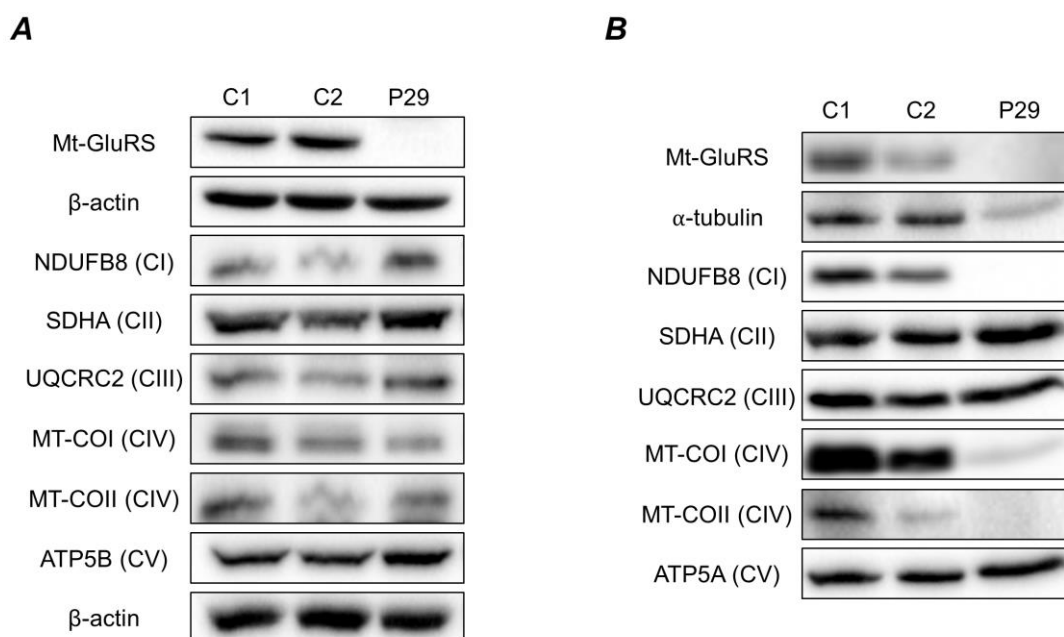 A
C1 C2 P29
Mt-GluRS
β-actin
NDUFB8 (CI)
SDHA (CII)
UQCRC2 (CIII)
MT-COI (CIV)
MT-COII (CIV)
ATP5B (CV)
β-actin
B
C1 C2 P29
Mt-GluRS
α-tubulin
NDUFB8 (CI)
SDHA (CII)
UQCRC2 (CIII)
MT-COI (CIV)
MT-COII (CIV)
ATP5A (CV)